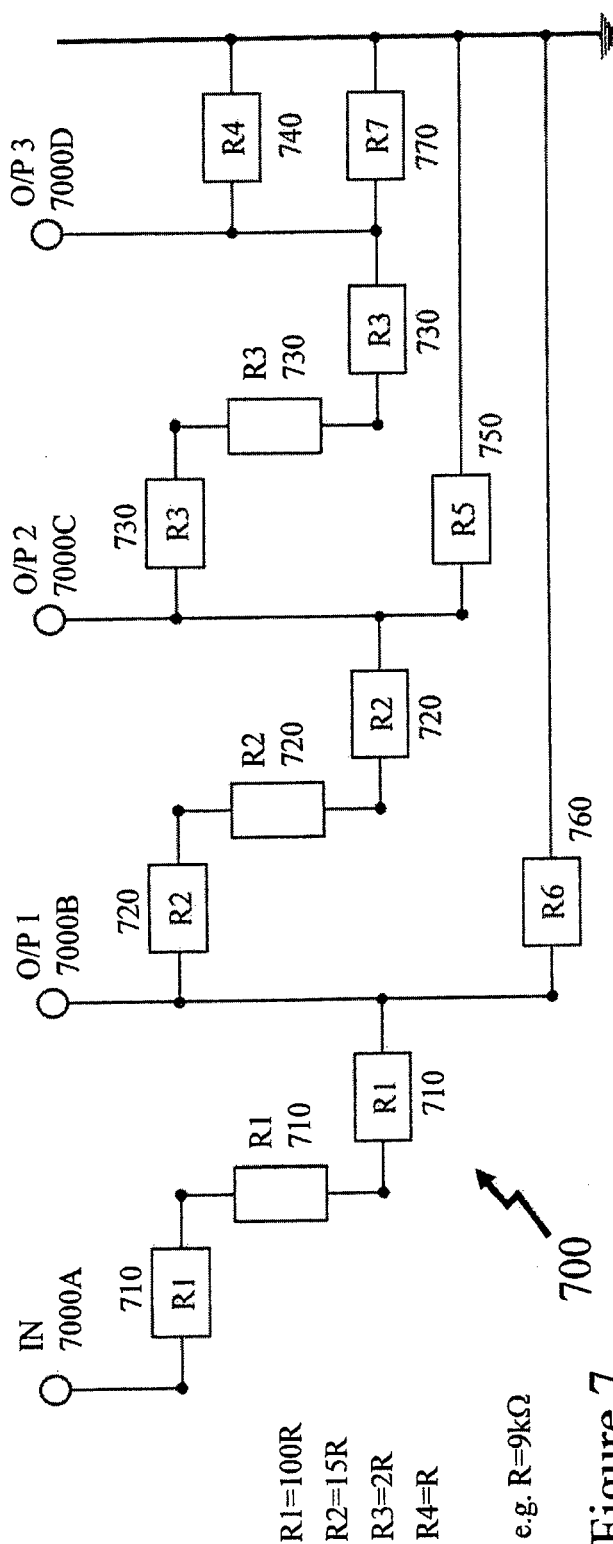 IN
7000A
O/P 1
7000B
O/P 2
7000C
O/P 3
7000D
710
R1
R1
710
R1
710
720
R2
R2
720
R2
720
730
R3
R3
730
R3
730
R4
740
R7
770
R5
750
R6
760
700
R1=100R
R2=15R
R3=2R
R4=R
e.g. R=9kΩ
Figure 7